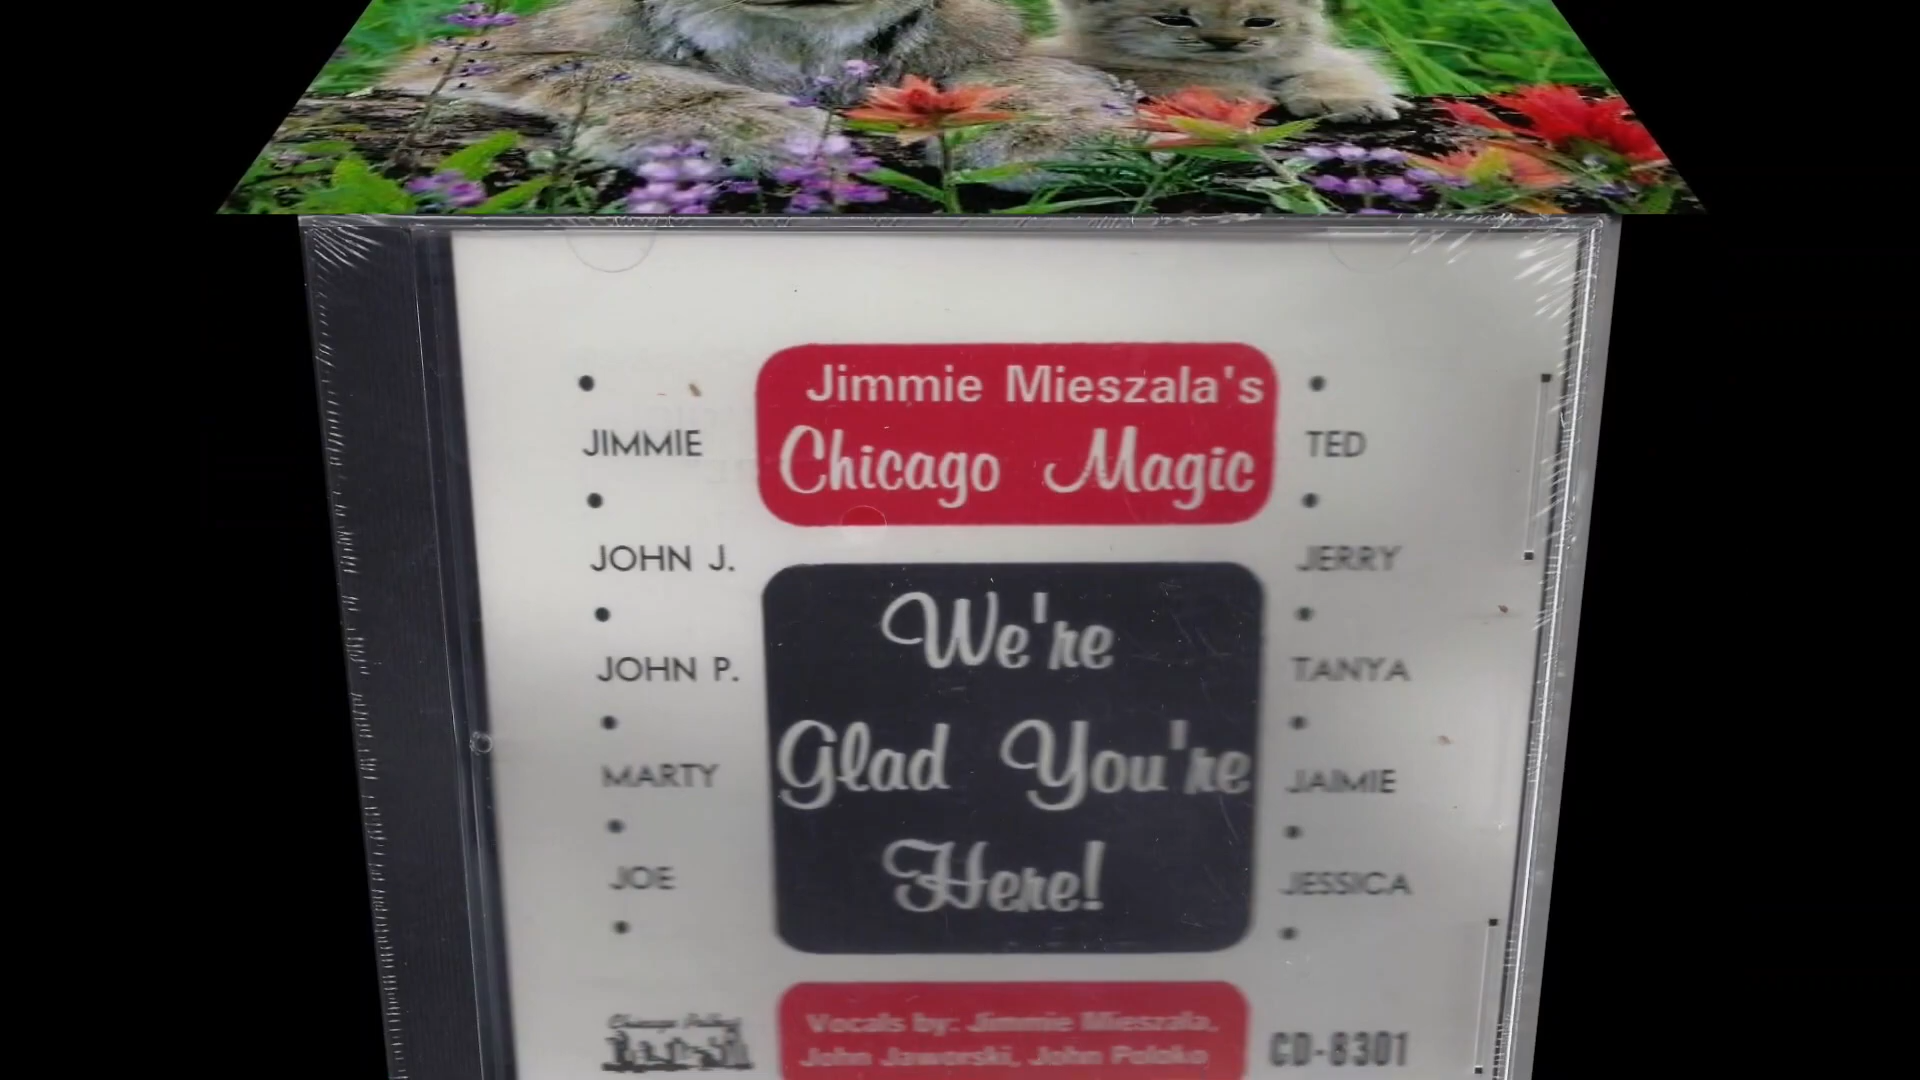 Jimmie Mieszala's
Chicago Magic
JIMMIE
JOHN J.
JOHN P.
MARTY
JOE
We're
Glad You're
Here!
TED
JERRY
TANYA
JAIMIE
JESSICA
Vocals by: Jimmie Mieszala,
John Jaworski, John Poloko
CD-8301